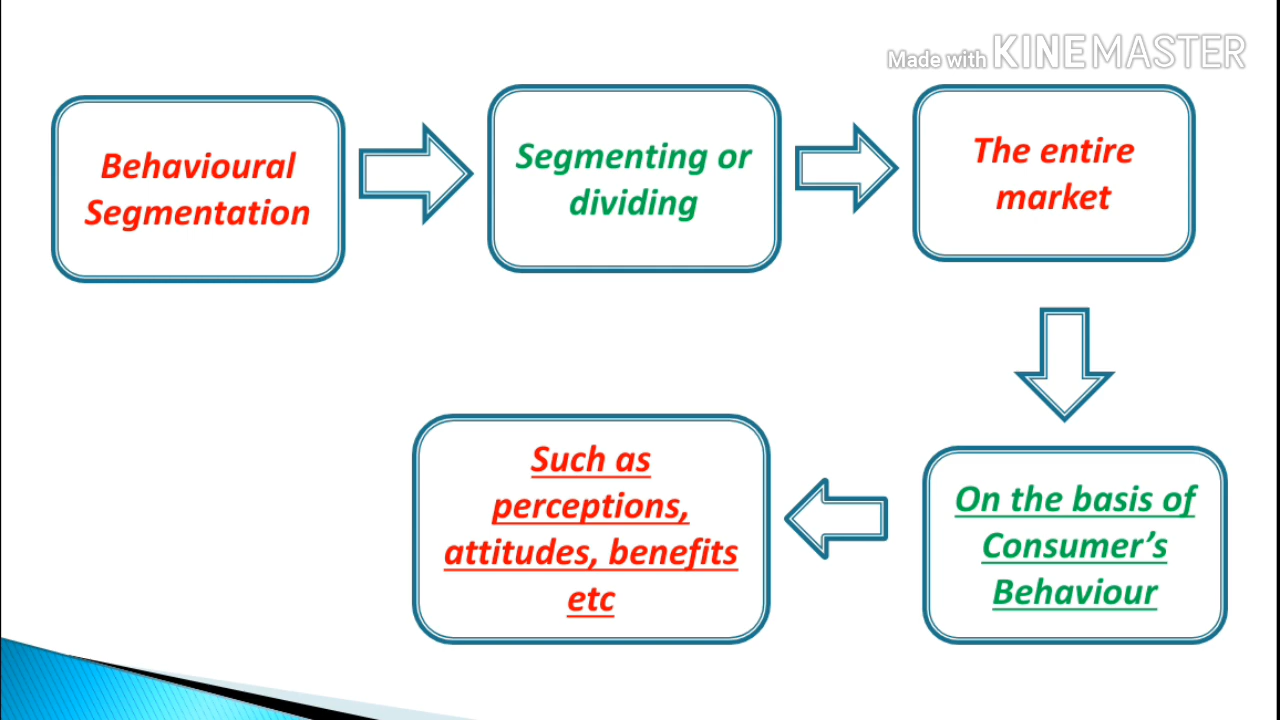 Made with KINEMASTER
Behavioural
Segmentation
Segmenting or
dividing
The entire
market
On the basis of
Consumer’s
Behaviour
Such as
perceptions,
attitudes, benefits
etc